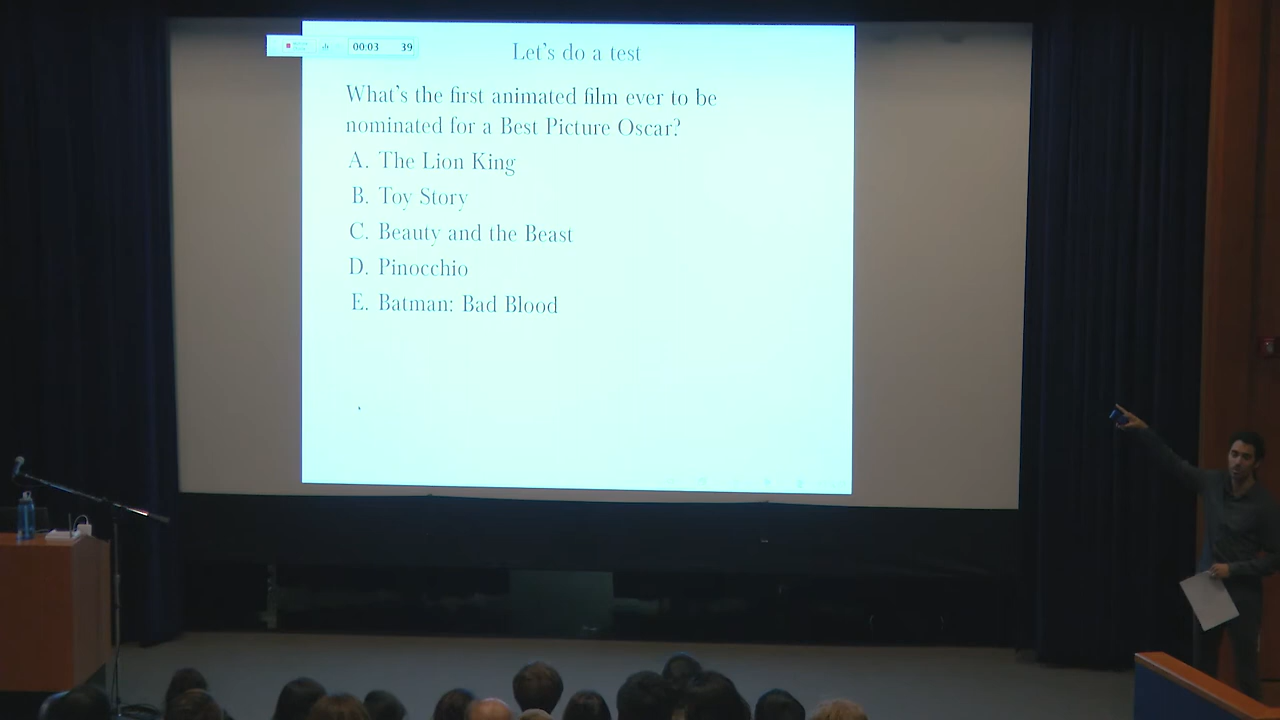 00:03 39
Let's do a test
What's the first animated film ever to be
nominated for a Best Picture Oscar?
A. The Lion King
B. Toy Story
C. Beauty and the Beast
D. Pinocchio
E. Batman: Bad Blood